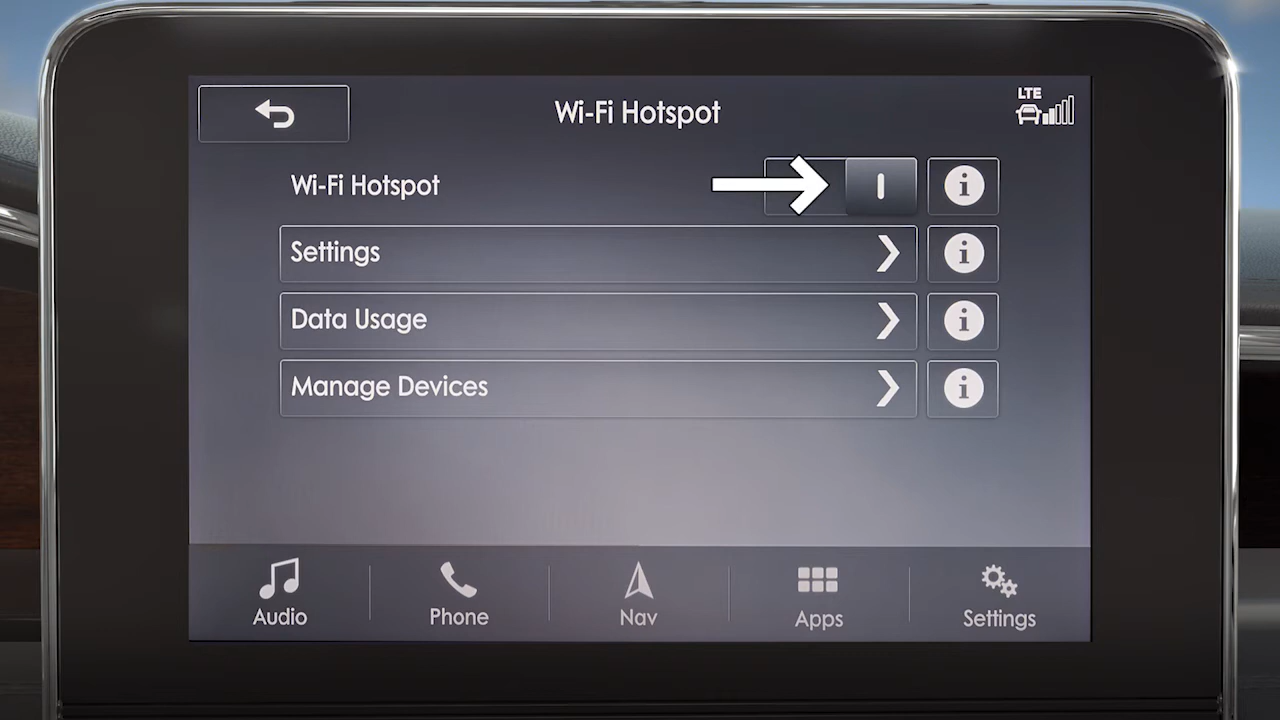 LTE
Wi-Fi Hotspot
Wi-Fi Hotspot
Settings
Data Usage
Manage Devices
Audio
Phone
Nav
Apps
Settings